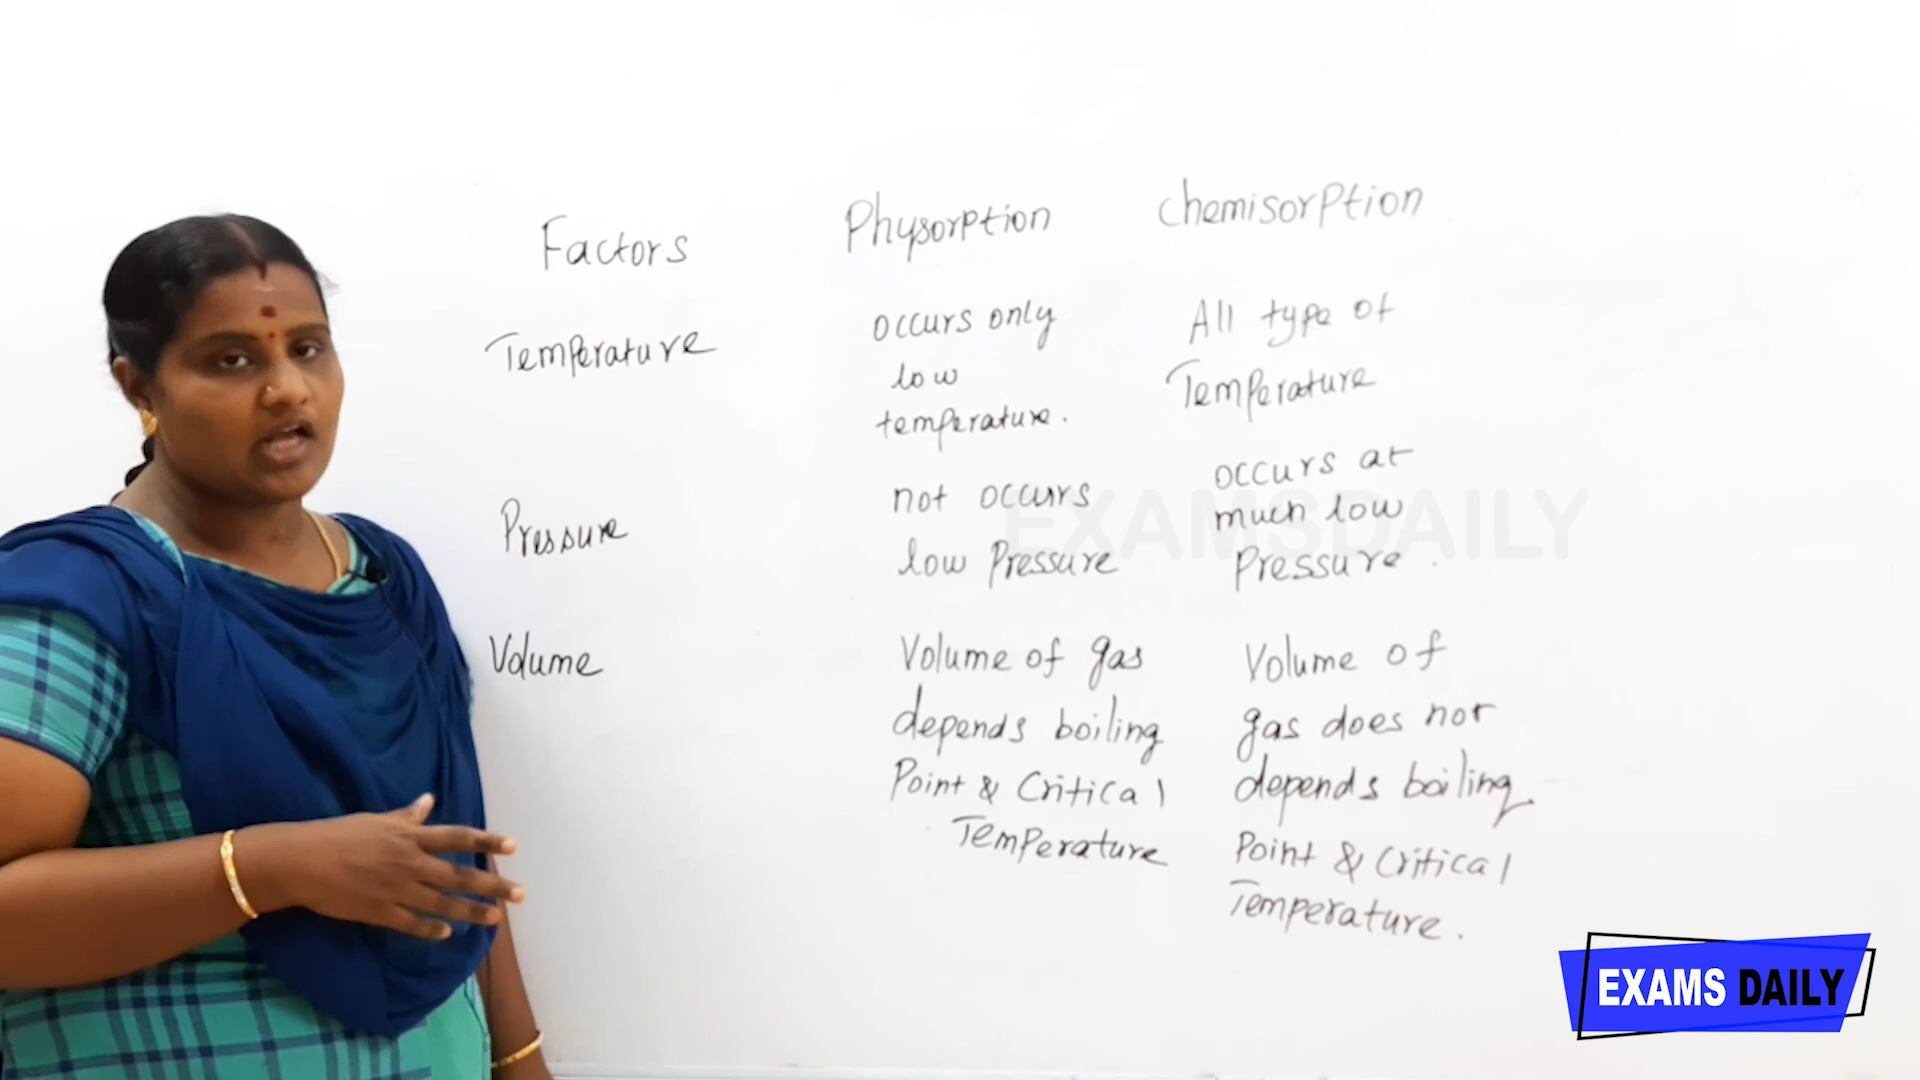 Factors
Physorption
Chemisorption
Temperature
occurs only
low
temperature.
All type of
Temperature
Pressure
not occurs
low Pressure
occurs at
much low
Pressure.
Volume
Volume of gas
depends boiling
Point & Critical
Temperature
Volume of
gas does not
depends boiling
Point & Critical
Temperature.
EXAMSDAILY
EXAMS DAILY